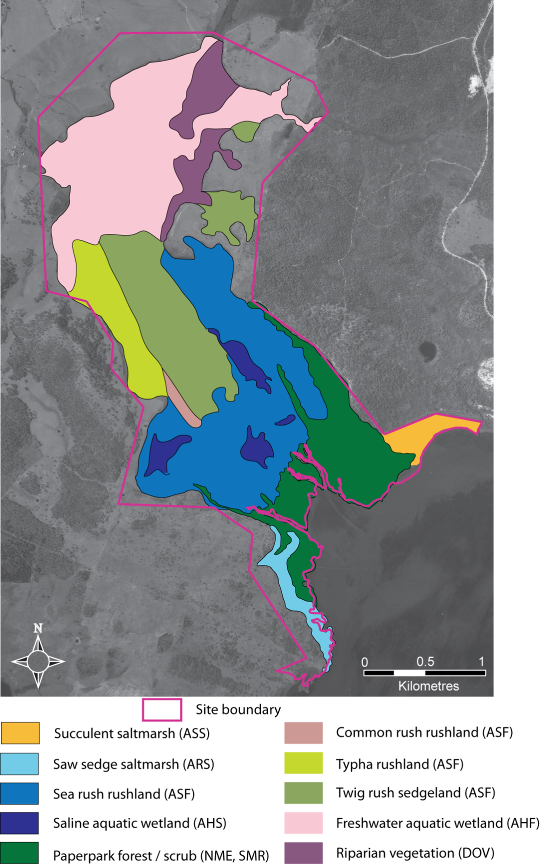 N
0 0.5 1
Kilometres
Site boundary
Succulent saltmarsh (ASS)
Common rush rushland (ASF)
Saw sedge saltmarsh (ARS)
Typha rushland (ASF)
Sea rush rushland (ASF)
Twig rush sedgeland (ASF)
Saline aquatic wetland (AHS)
Freshwater aquatic wetland (AHF)
Paperpark forest / scrub (NME, SMR)
Riparian vegetation (DOV)